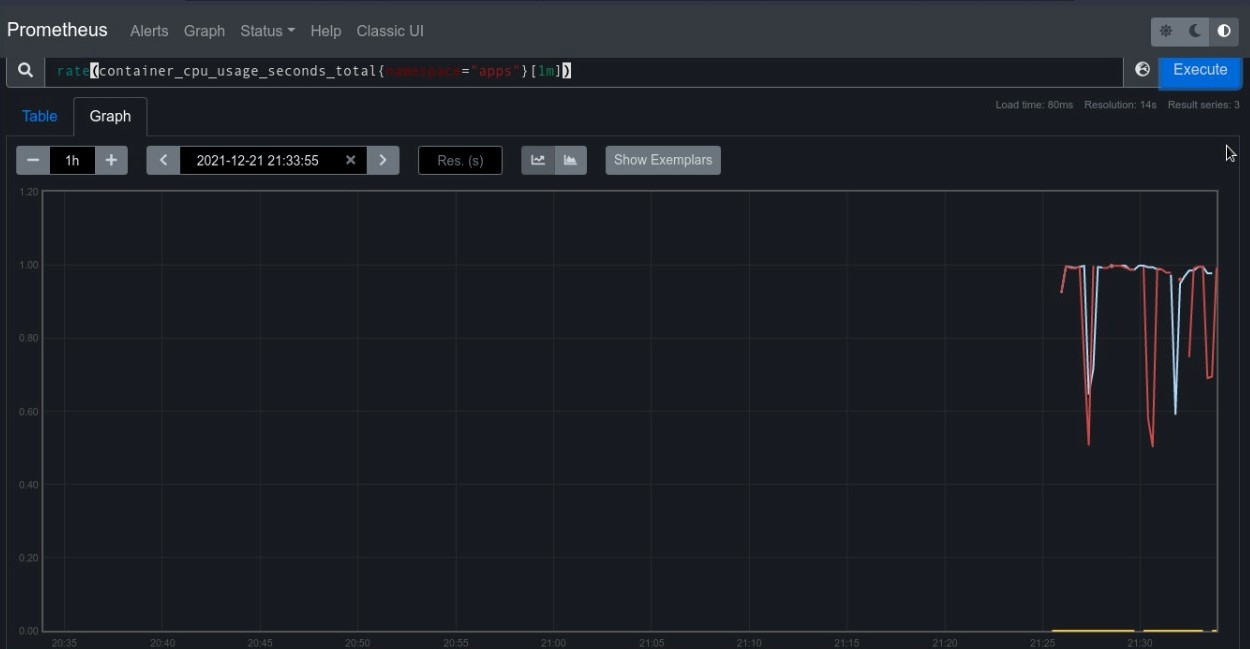 Prometheus Alerts Graph Status Help Classic UI
rate(container_cpu_usage_seconds_total{namespace="apps"}[1m]) Execute
Load time: 80ms Resolution: 14s Result series: 3
Table Graph
1h 2021-12-21 21:33:55 Res. (s) Show Exemplars
1.20
1.00
0.80
0.60
0.40
0.20
0.00
20:35 20:40 20:45 20:50 20:55 21:00 21:05 21:10 21:15 21:20 21:25 21:30